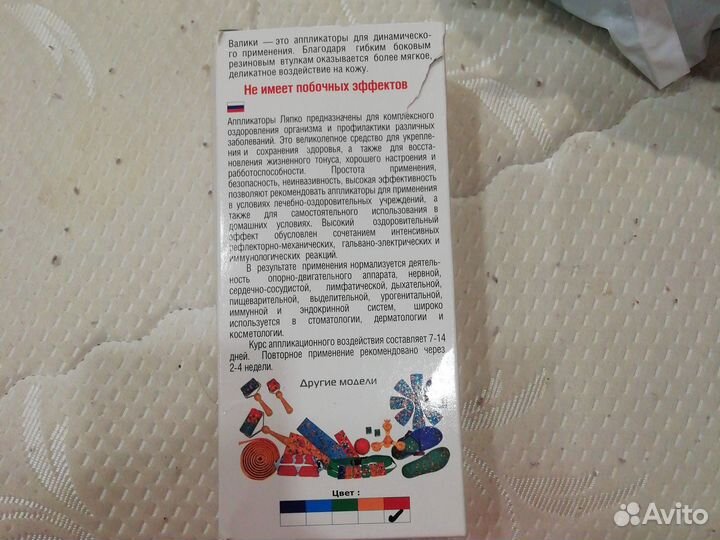 Валики — это аппликаторы для динамическо-
го применения. Благодаря гибким боковым
резиновым втулкам оказывается более мягкое,
деликатное воздействие на кожу.
Не имеет побочных эффектов
Аппликаторы Ляпко предназначены для комплексного
оздоровления организма и профилактики различных
заболеваний. Это великолепное средство для укрепле-
ния и сохранения здоровья, а также для восста-
новления жизненного тонуса, хорошего настроения и
работоспособности. Простота применения,
безопасность, неинвазивность, высокая эффективность
позволяют рекомендовать аппликаторы для применения
в условиях лечебно-оздоровительных учреждений, а
также для самостоятельного использования в
домашних условиях. Высокий оздоровительный
эффект обусловлен сочетанием интенсивных
рефлекторно-механических, гальвано-электрических и
иммунологических реакций.
В результате применения нормализуется деятель-
ность опорно-двигательного аппарата, нервной,
сердечно-сосудистой, лимфатической, дыхательной,
пищеварительной, выделительной, урогенитальной,
иммунной и эндокринной систем, широко
используется в стоматологии, дерматологии и
косметологии.
Курс аппликационного воздействия составляет 7-14
дней. Повторное применение рекомендовано через
2-4 недели.
Другие модели
Цвет :
Avito